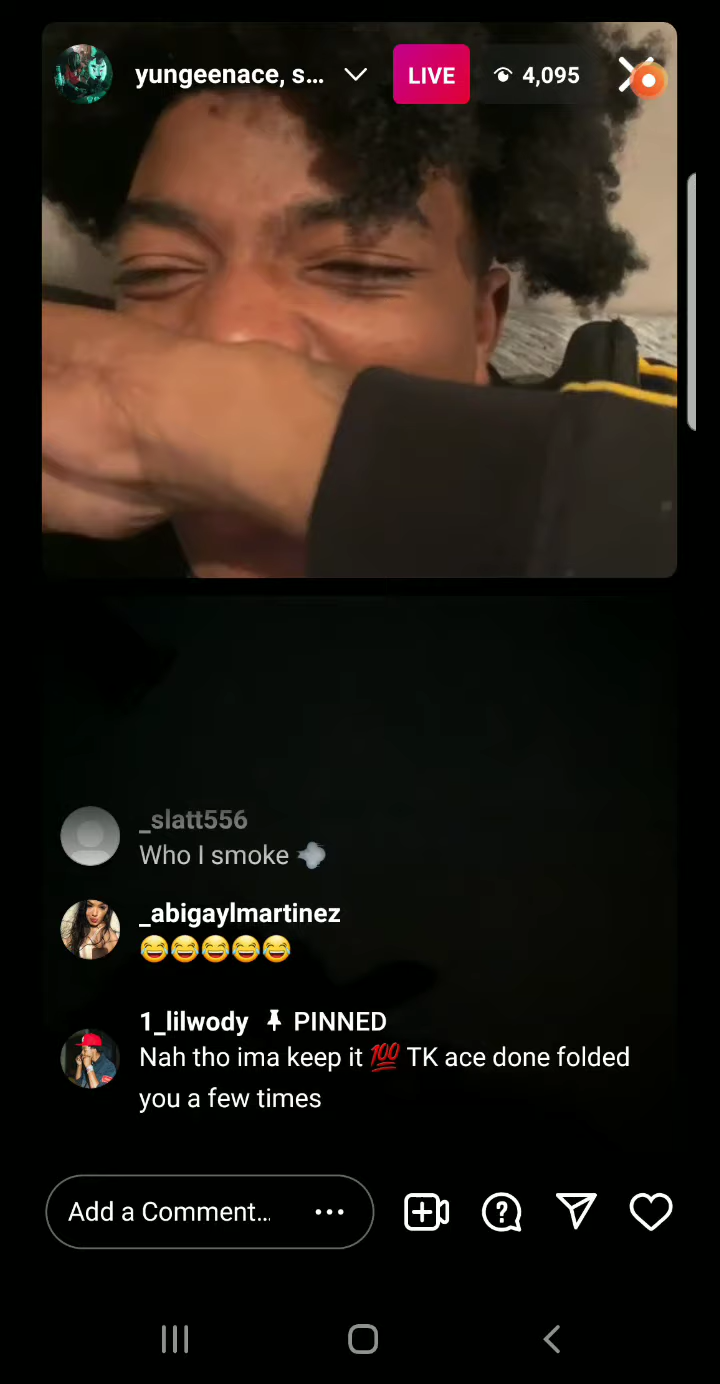 yungeenace, s...
LIVE
4,095
_slatt556
Who I smoke 💨
_abigaylmartinez
😂😂😂😂😂
1_lilwody 📌 PINNED
Nah tho ima keep it 💯 TK ace done folded
you a few times
Add a Comment...